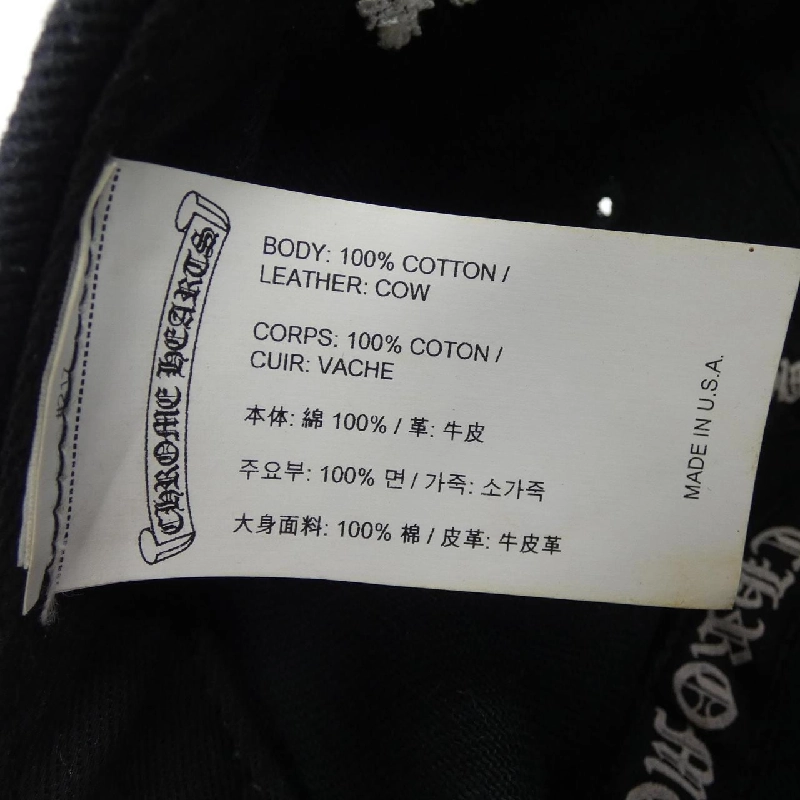 CHROME HEARTS
BODY: 100% COTTON /
LEATHER: COW
CORPS: 100% COTON /
CUIR: VACHE
本体: 綿 100% / 革: 牛皮
주요부: 100% 면 / 가죽: 소가죽
大身面料: 100% 棉 / 皮革: 牛皮革
MADE IN U.S.A.
CHROM